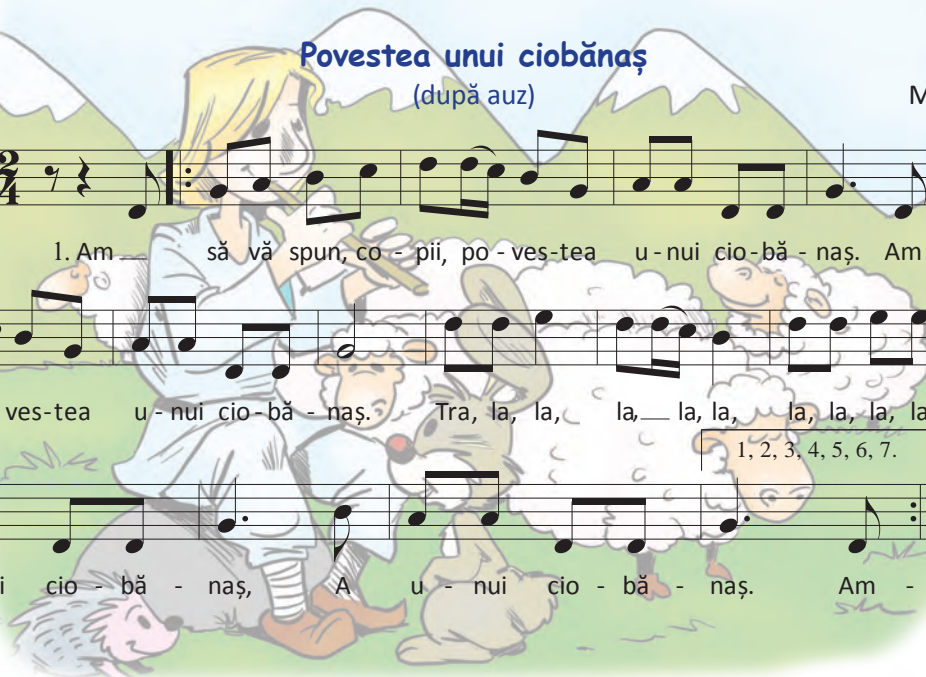 Povestea unui ciobănaș
(după auz)
M
2
4
1. Am să vă spun, co - pii, po - ves - tea u - nui cio - bă - naș. Am
ves - tea u - nui cio - bă - naș. Tra, la, la, la, la, la, la, la, la, la
1, 2, 3, 4, 5, 6, 7.
i cio - bă - naș, A u - nui cio - bă - naș. Am -